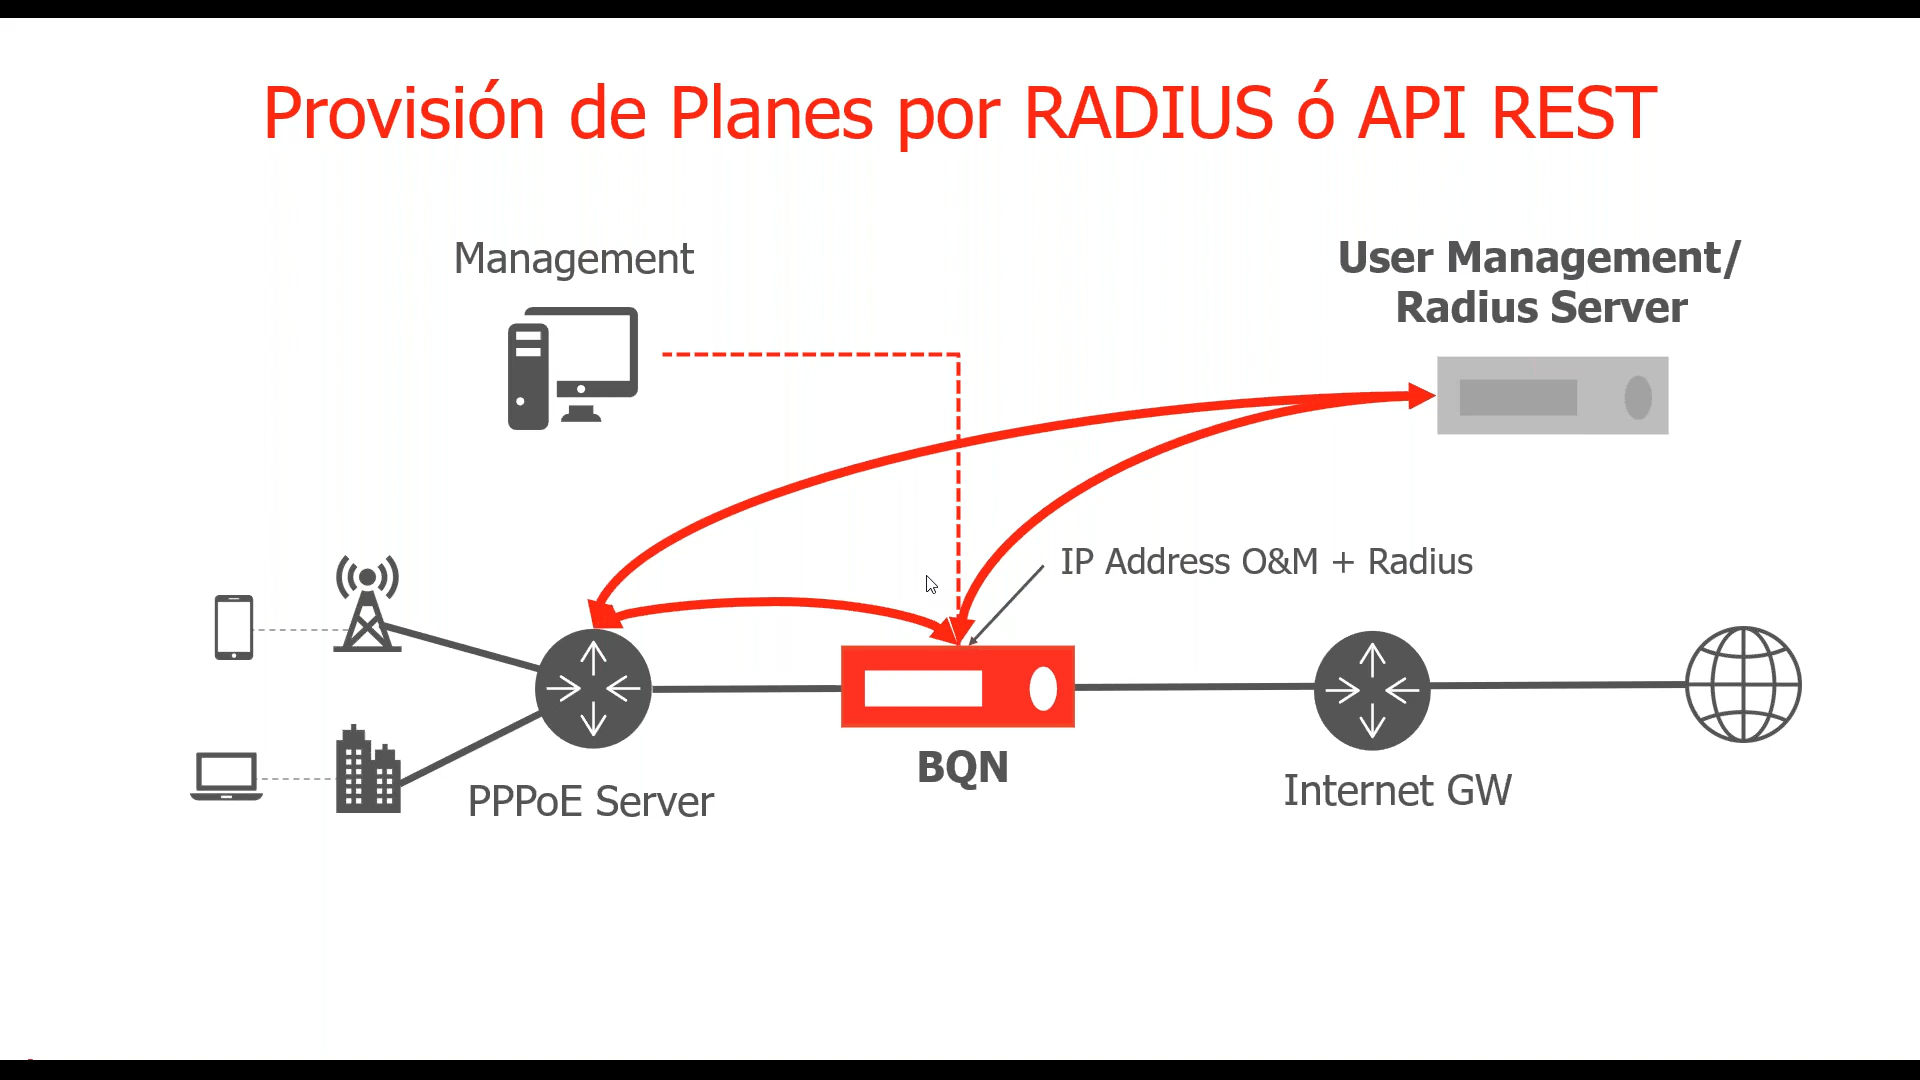 Provisión de Planes por RADIUS ó API REST
Management
User Management/
Radius Server
IP Address O&M + Radius
BQN
PPPoE Server
Internet GW